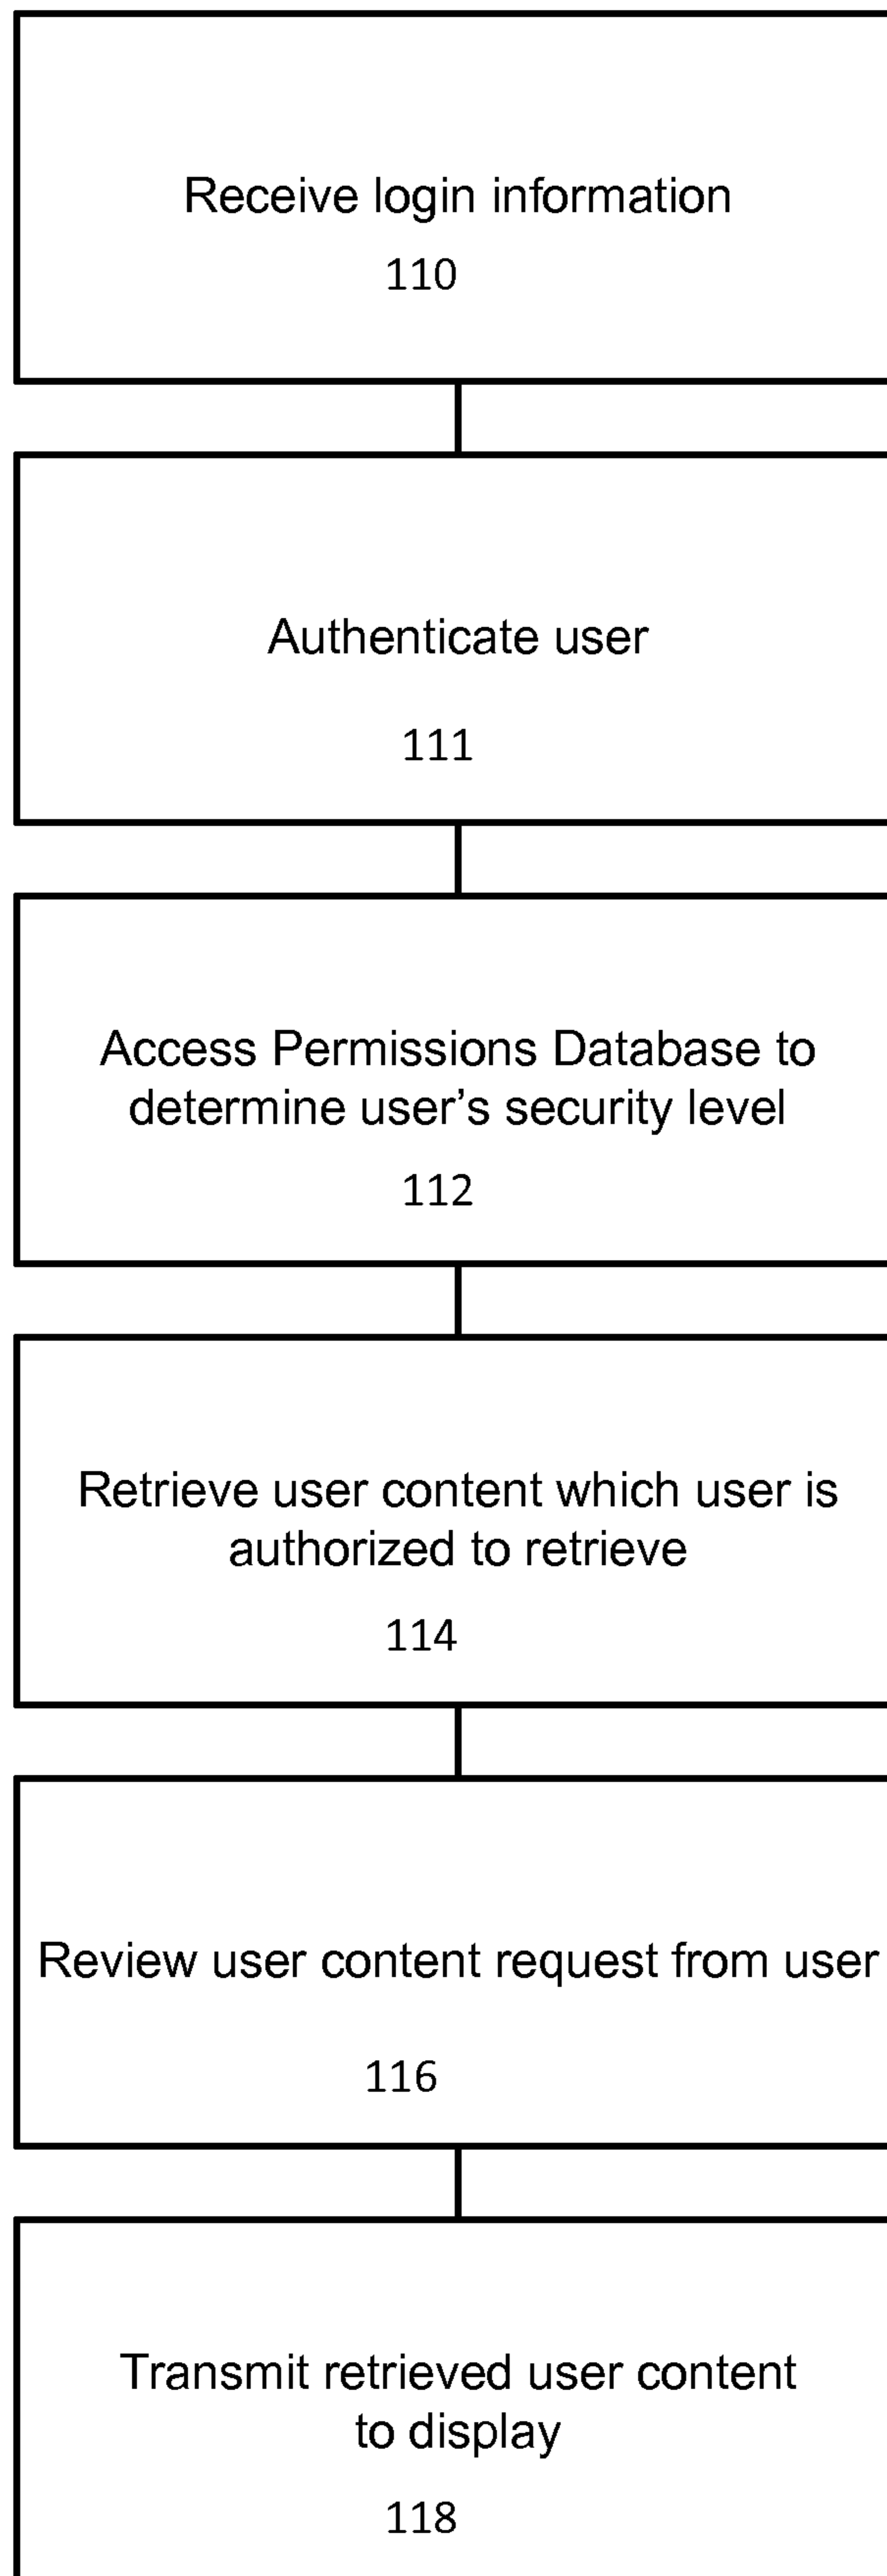 Receive login information
110
Authenticate user
111
Access Permissions Database to
determine user’s security level
112
Retrieve user content which user is
authorized to retrieve
114
Review user content request from user
116
Transmit retrieved user content
to display
118